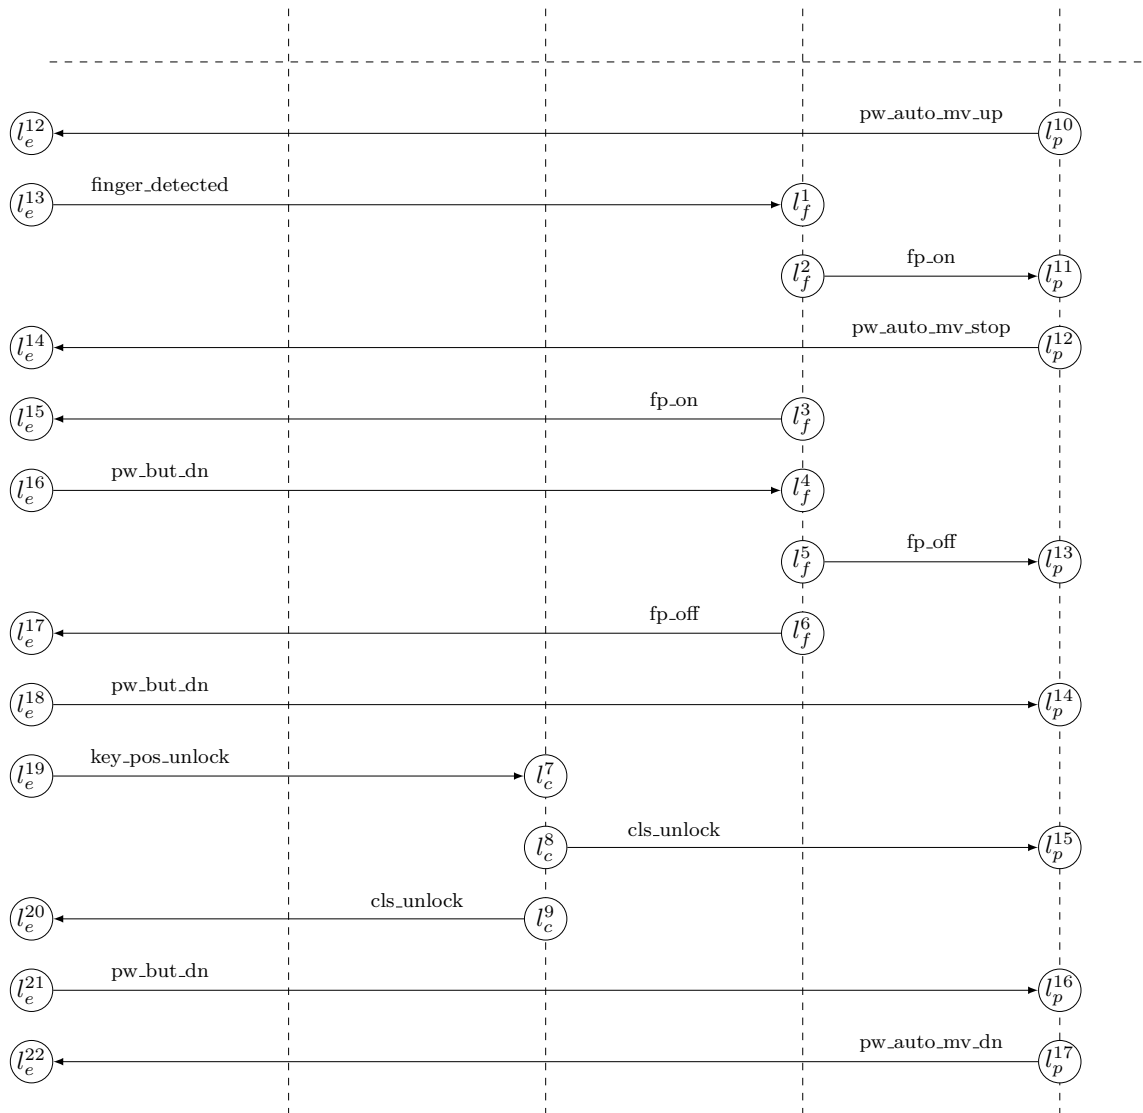 l_e^12 pw_auto_mv_up l_p^10
l_e^13 finger_detected l_f^1
l_f^2 fp_on l_p^11
l_e^14 pw_auto_mv_stop l_p^12
l_e^15 fp_on l_f^3
l_e^16 pw_but_dn l_f^4
l_f^5 fp_off l_p^13
l_e^17 fp_off l_f^6
l_e^18 pw_but_dn l_p^14
l_e^19 key_pos_unlock l_c^7
l_c^8 cls_unlock l_p^15
l_e^20 cls_unlock l_c^9
l_e^21 pw_but_dn l_p^16
l_e^22 pw_auto_mv_dn l_p^17